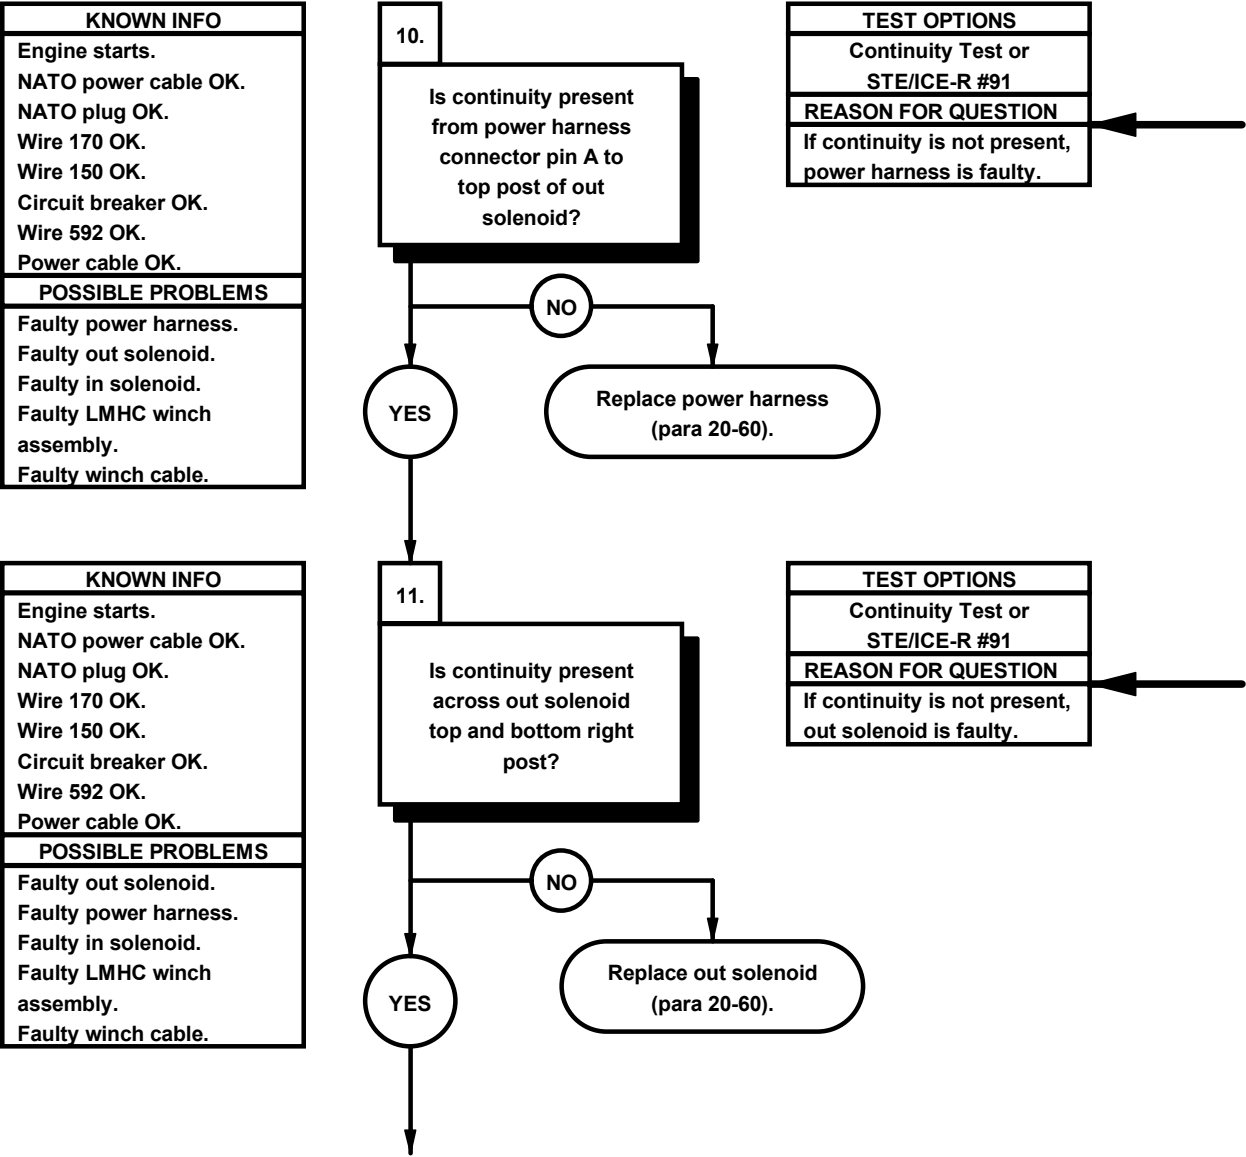 KNOWN INFO
Engine starts.
NATO power cable OK.
NATO plug OK.
Wire 170 OK.
Wire 150 OK.
Circuit breaker OK.
Wire 592 OK.
Power cable OK.
POSSIBLE PROBLEMS
Faulty power harness.
Faulty out solenoid.
Faulty in solenoid.
Faulty LMHC winch
assembly.
Faulty winch cable.
10.
Is continuity present
from power harness
connector pin A to
top post of out
solenoid?
NO
YES
Replace power harness
(para 20-60).
TEST OPTIONS
Continuity Test or
STE/ICE-R #91
REASON FOR QUESTION
If continuity is not present,
power harness is faulty.
KNOWN INFO
Engine starts.
NATO power cable OK.
NATO plug OK.
Wire 170 OK.
Wire 150 OK.
Circuit breaker OK.
Wire 592 OK.
Power cable OK.
POSSIBLE PROBLEMS
Faulty out solenoid.
Faulty power harness.
Faulty in solenoid.
Faulty LMHC winch
assembly.
Faulty winch cable.
11.
Is continuity present
across out solenoid
top and bottom right
post?
NO
YES
Replace out solenoid
(para 20-60).
TEST OPTIONS
Continuity Test or
STE/ICE-R #91
REASON FOR QUESTION
If continuity is not present,
out solenoid is faulty.